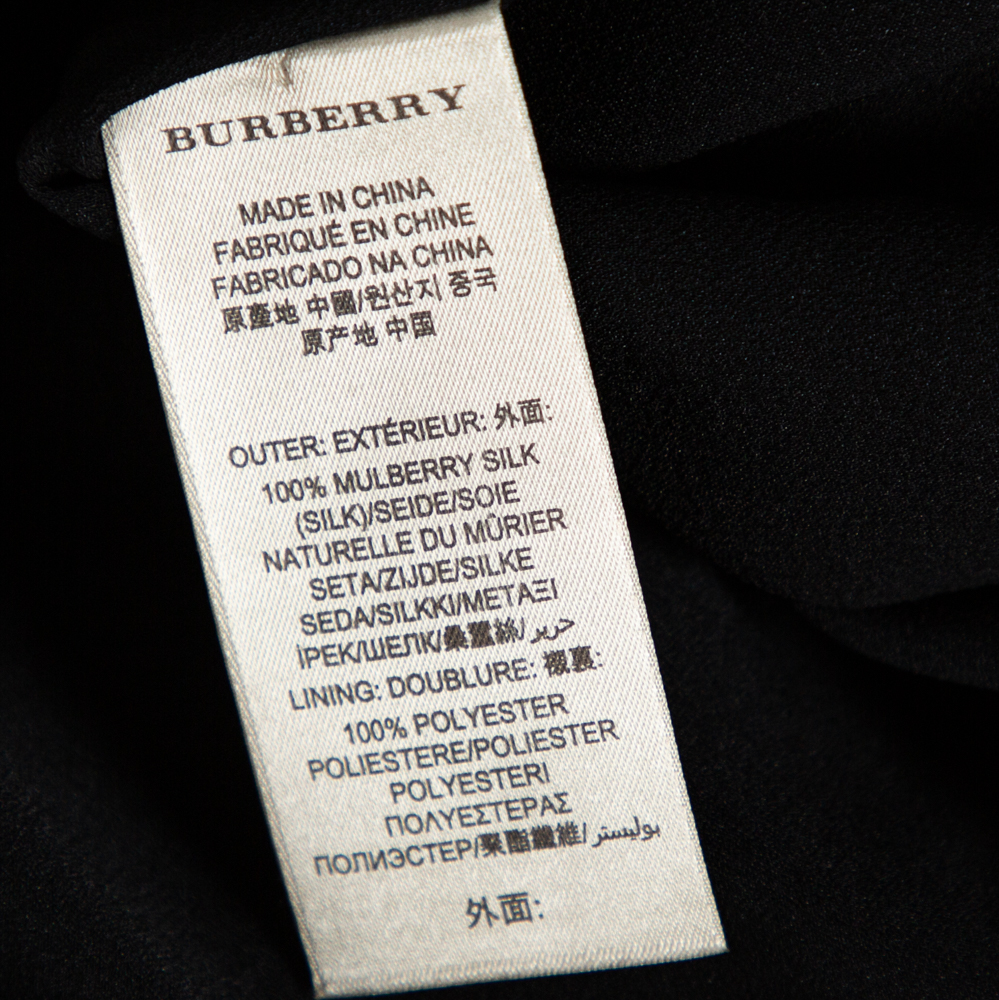 BURBERRY
MADE IN CHINA
FABRIQUÉ EN CHINE
FABRICADO NA CHINA
原產地 中國/원산지 중국
原产地 中国
OUTER: EXTÉRIEUR: 外面:
100% MULBERRY SILK
(SILK)/SEIDE/SOIE
NATURELLE DU MÛRIER
SETA/ZIJDE/SILKE
SEDA/SILKKI/ΜΕΤΑΞΙ
İPEK/ШЕЛК/桑蠶絲/حرير
LINING: DOUBLURE: 襯裏:
100% POLYESTER
POLIESTERE/POLIESTER
POLYESTERI
ΠΟΛΥΕΣΤΕΡΑΣ
ПОЛИЭСТЕР/聚酯纖維/بوليستر
外面: